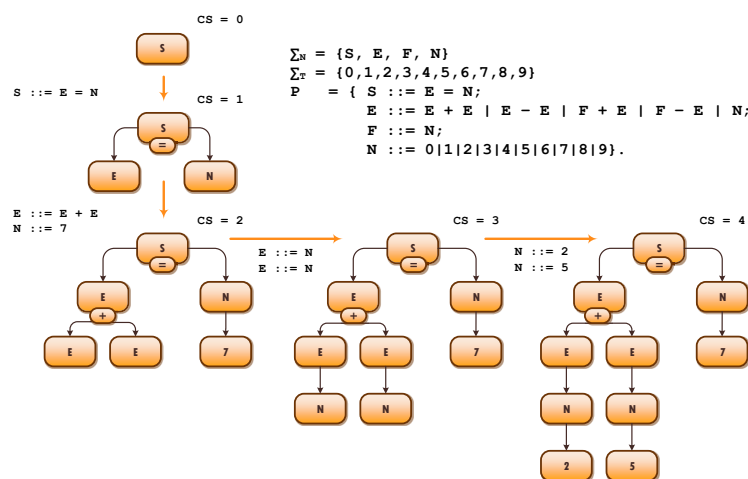 CS = 0
S
S ::= E = N
CS = 1
S
=
E N
∑N = {S, E, F, N}
∑T = {0,1,2,3,4,5,6,7,8,9}
P = { S ::= E = N;
E ::= E + E | E - E | F + E | F - E | N;
F ::= N;
N ::= 0|1|2|3|4|5|6|7|8|9}.
E ::= E + E
N ::= 7
CS = 2
S
=
E N
+
E E 7
E ::= N
E ::= N
CS = 3
S
=
E N
+
E E 7
N N
N ::= 2
N ::= 5
CS = 4
S
=
E N
+
E E 7
N N
2 5